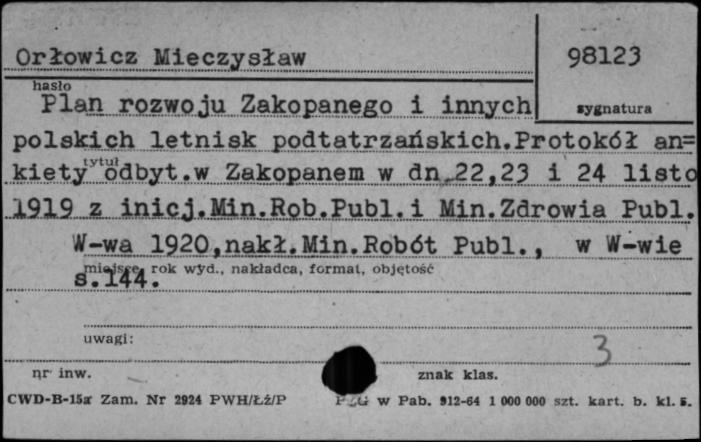 Orłowicz Mieczysław
98123
hasło
sygnatura
Plan rozwoju Zakopanego i innych
polskich letnisk podtatrzańskich.Protokół an=
tytuł
kiety odbyt.w Zakopanem w dn.22,23 i 24 listo
1919 z inicj.Min.Rob.Publ.i Min.Zdrowia Publ.
W-wa 1920,nakł.Min.Robót Publ., w W-wie
miejsce, rok wyd., nakładca, format, objętość
s.144.
uwagi:
3
nr inw.
znak klas.
CWD-B-15a Zam. Nr 2924 PWH/Łż/P PZG w Pab. 912-64 1 000 000 szt. kart. b. kl. 5.